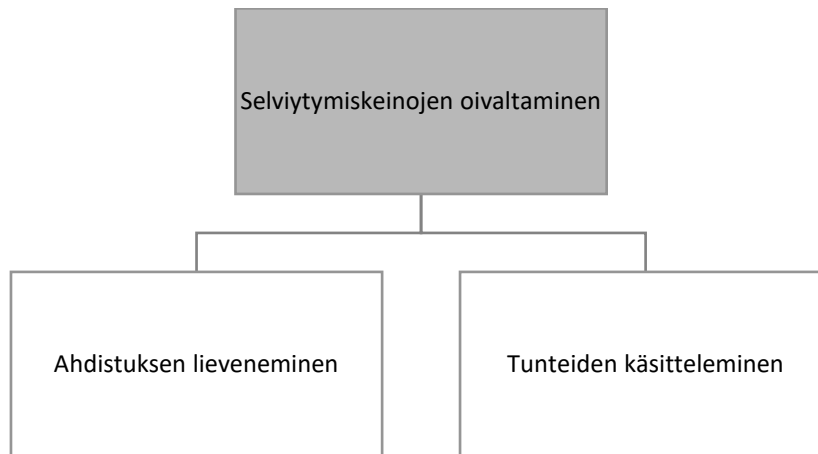 Selviytymiskeinojen oivaltaminen
Ahdistuksen lieveneminen
Tunteiden käsitteleminen